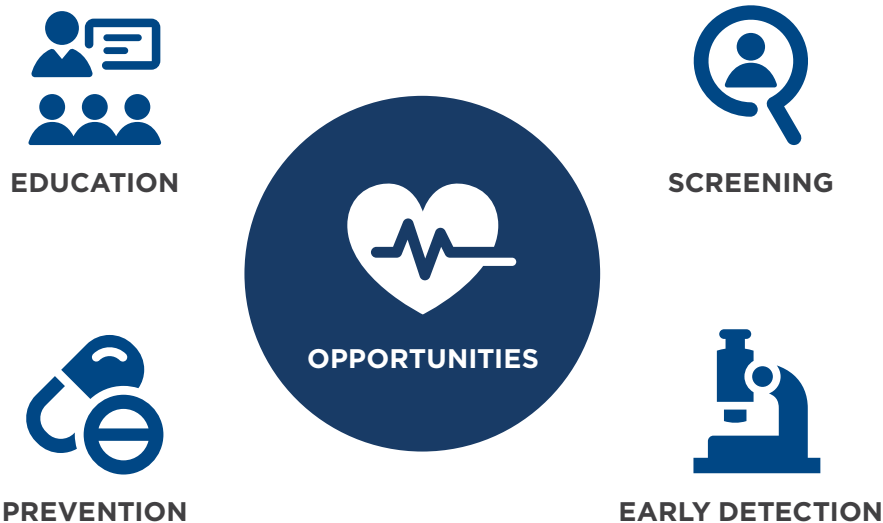 EDUCATION
SCREENING
OPPORTUNITIES
PREVENTION
EARLY DETECTION